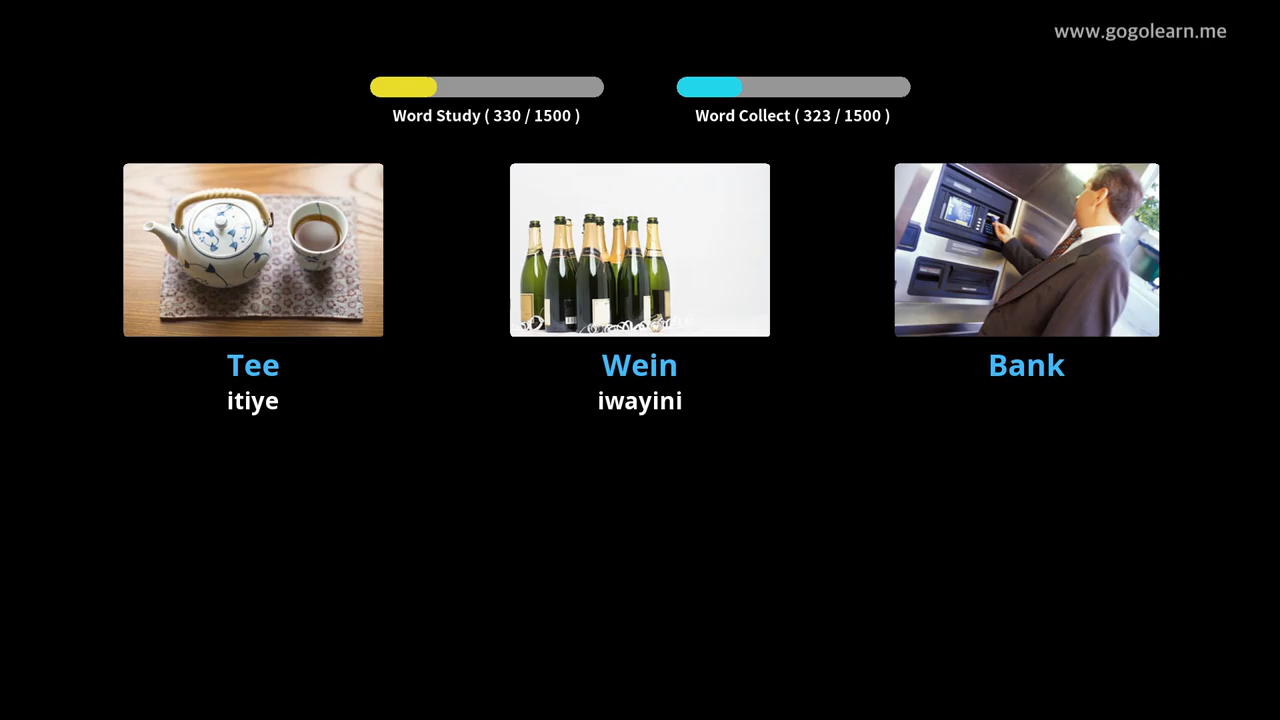 www.gogolearn.me
Word Study ( 330 / 1500 )
Word Collect ( 323 / 1500 )
Tee
itiye
Wein
iwayini
Bank